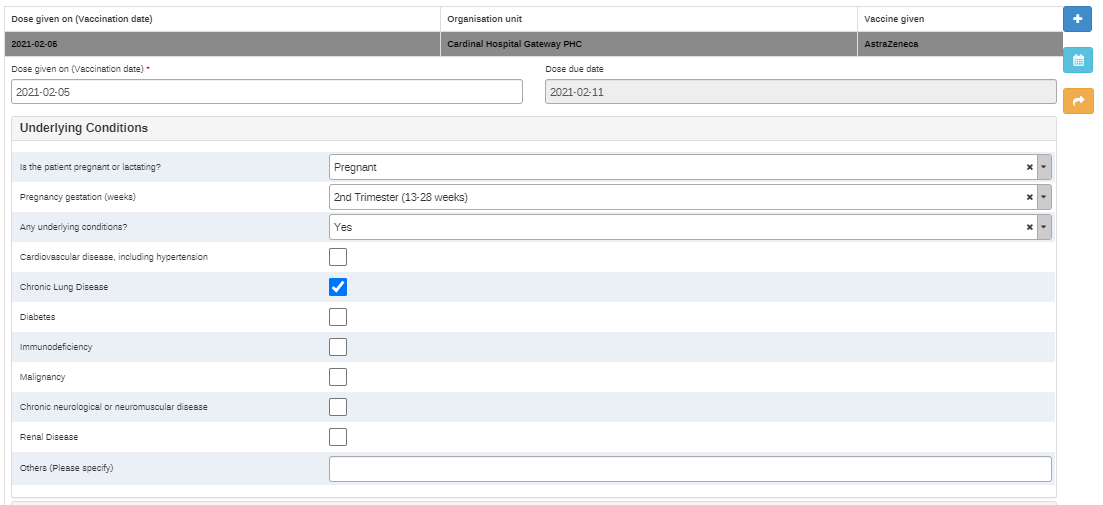 Dose given on (Vaccination date) Organisation unit Vaccine given
2021-02-05 Cardinal Hospital Gateway PHC AstraZeneca
Dose given on (Vaccination date) * Dose due date
2021-02-05 2021-02-11
Underlying Conditions
Is the patient pregnant or lactating? Pregnant
Pregnancy gestation (weeks) 2nd Trimester (13-28 weeks)
Any underlying conditions? Yes
Cardiovascular disease, including hypertension
Chronic Lung Disease
Diabetes
Immunodeficiency
Malignancy
Chronic neurological or neuromuscular disease
Renal Disease
Others (Please specify)